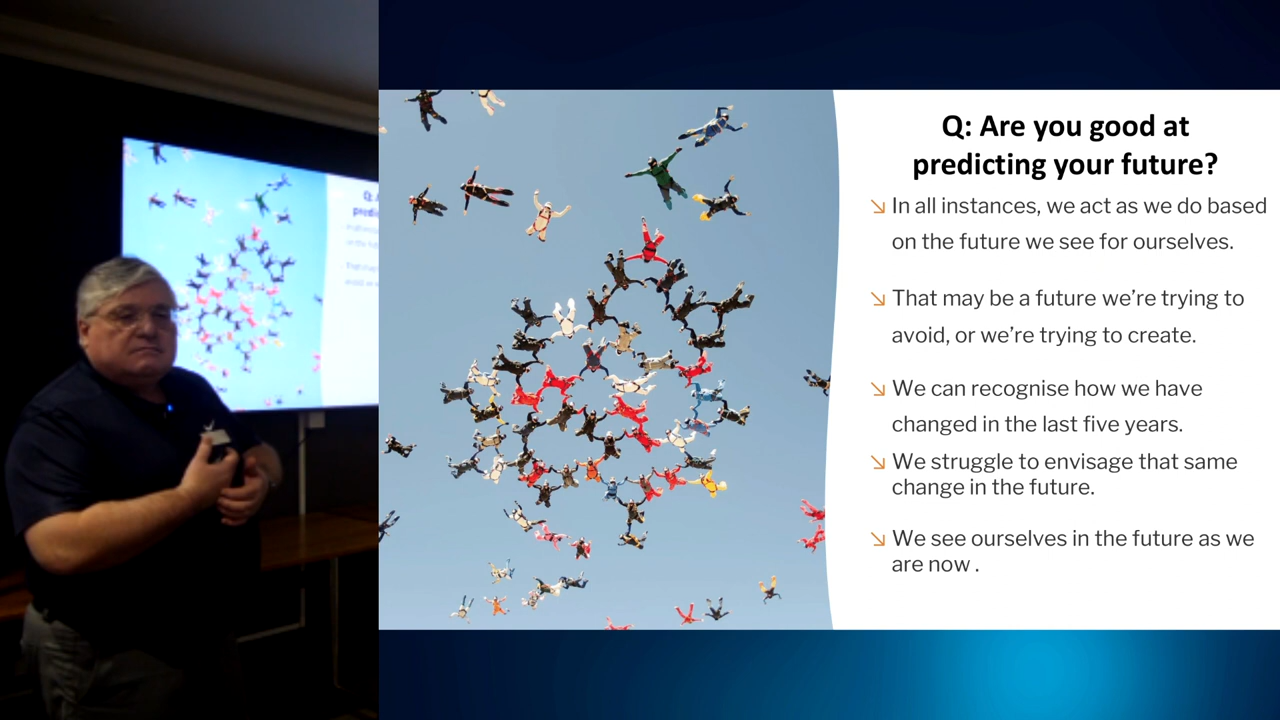 Q: Are you good at
predicting your future?
In all instances, we act as we do based
on the future we see for ourselves.
That may be a future we’re trying to
avoid, or we’re trying to create.
We can recognise how we have
changed in the last five years.
We struggle to envisage that same
change in the future.
We see ourselves in the future as we
are now .